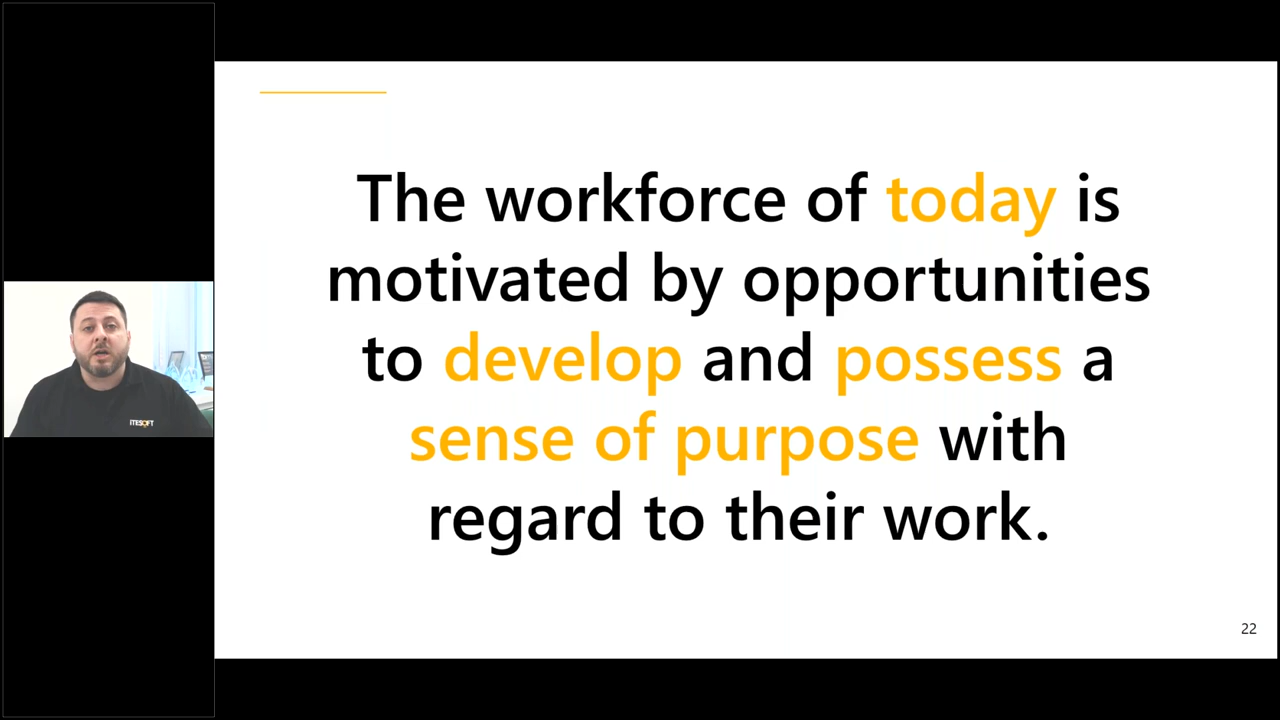 The workforce of today is
motivated by opportunities
to develop and possess a
sense of purpose with
regard to their work.
ITESOFT
22